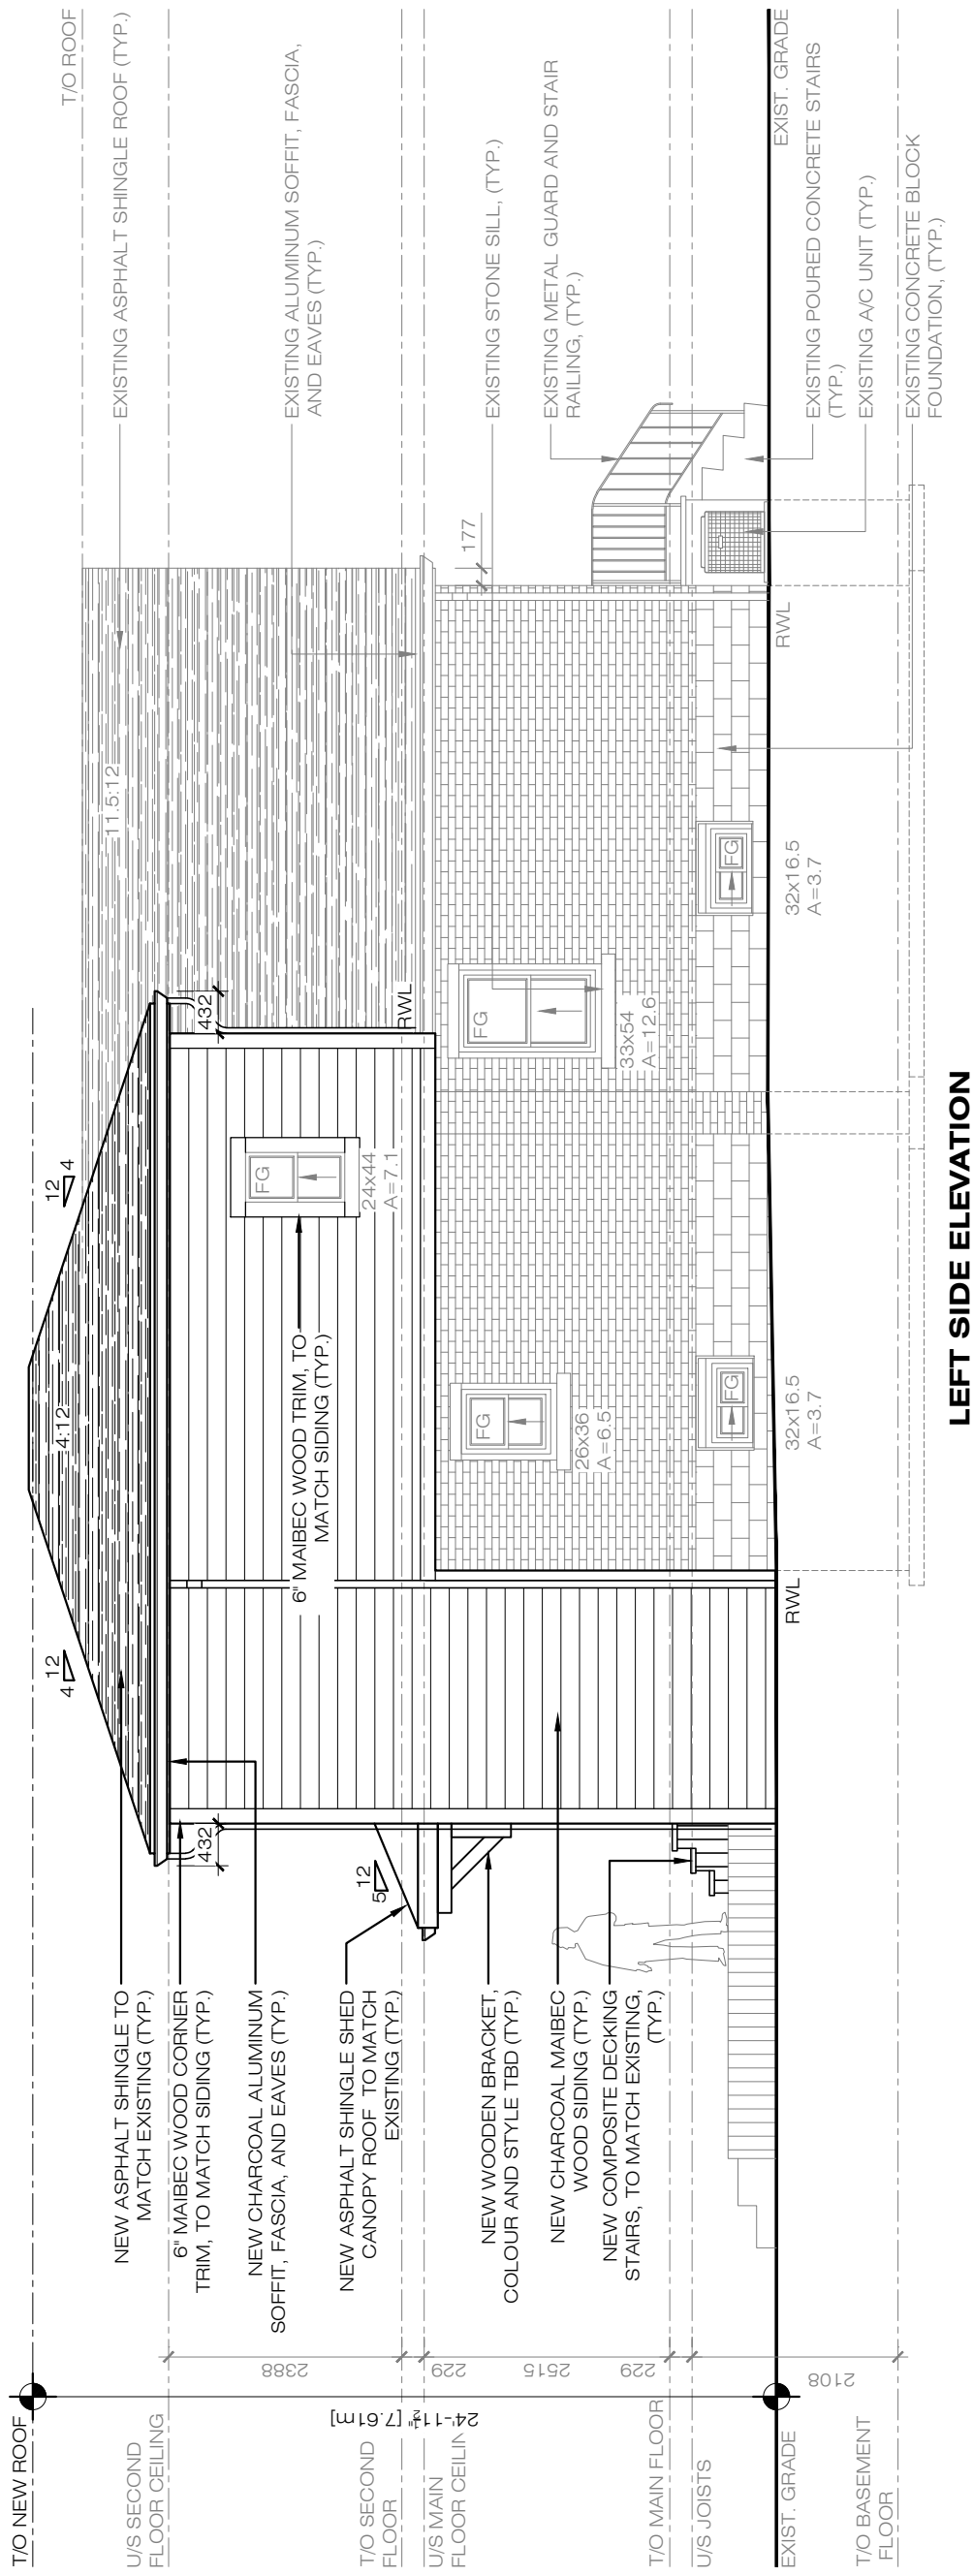 T/O NEW ROOF
U/S SECOND
FLOOR CEILING
T/O SECOND
FLOOR
U/S MAIN
FLOOR CEILIN
T/O MAIN FLOOR
U/S JOISTS
EXIST. GRADE
T/O BASEMENT
FLOOR
24'-11½" [7.61m]
2388
229
2515
229
2108
NEW ASPHALT SHINGLE TO
MATCH EXISTING (TYP.)
6" MAIBEC WOOD CORNER
TRIM, TO MATCH SIDING (TYP.)
NEW CHARCOAL ALUMINUM
SOFFIT, FASCIA, AND EAVES (TYP.)
NEW ASPHALT SHINGLE SHED
CANOPY ROOF TO MATCH
EXISTING (TYP.)
NEW WOODEN BRACKET,
COLOUR AND STYLE TBD (TYP.)
NEW CHARCOAL MAIBEC
WOOD SIDING (TYP.)
NEW COMPOSITE DECKING
STAIRS, TO MATCH EXISTING,
(TYP.)
432
12
5
12
4
4:12
12
4
6" MAIBEC WOOD TRIM, TO
MATCH SIDING (TYP.)
FG
24x44
A=7.1
432
RWL
FG
26x36
A=6.5
FG
33x54
A=12.6
RWL
FG
32x16.5
A=3.7
FG
32x16.5
A=3.7
RWL
11.5:12
177
T/O ROOF
EXISTING ASPHALT SHINGLE ROOF (TYP.)
EXISTING ALUMINUM SOFFIT, FASCIA,
AND EAVES (TYP.)
EXISTING STONE SILL, (TYP.)
EXISTING METAL GUARD AND STAIR
RAILING, (TYP.)
EXIST. GRADE
EXISTING POURED CONCRETE STAIRS
(TYP.)
EXISTING A/C UNIT (TYP.)
EXISTING CONCRETE BLOCK
FOUNDATION, (TYP.)
LEFT SIDE ELEVATION